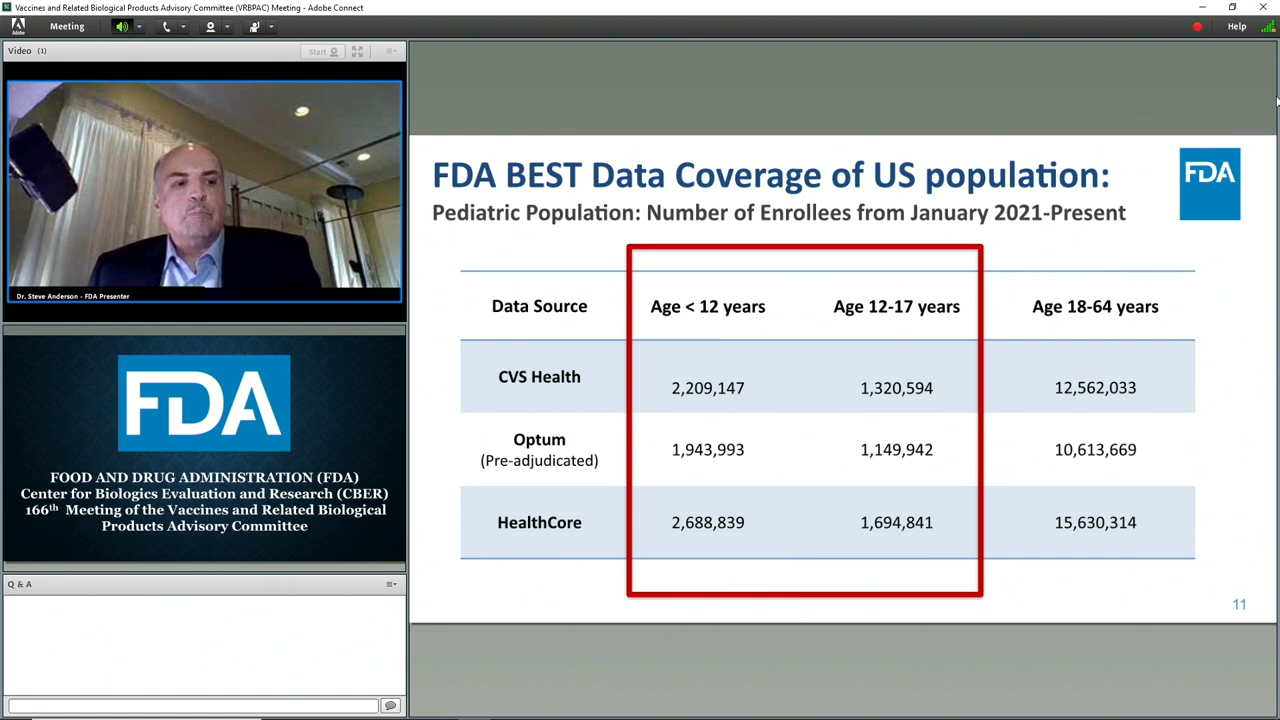 Vaccines and Related Biological Products Advisory Committee (VRBPAC) Meeting - Adobe Connect
Adobe
Meeting
Help
Video (1)
Start
Dr. Steve Anderson - FDA Presenter
FDA
FOOD AND DRUG ADMINISTRATION (FDA)
Center for Biologics Evaluation and Research (CBER)
166th Meeting of the Vaccines and Related Biological
Products Advisory Committee
Q & A
FDA BEST Data Coverage of US population:
Pediatric Population: Number of Enrollees from January 2021-Present
FDA
Data Source Age < 12 years Age 12-17 years Age 18-64 years
CVS Health 2,209,147 1,320,594 12,562,033
Optum
(Pre-adjudicated) 1,943,993 1,149,942 10,613,669
HealthCore 2,688,839 1,694,841 15,630,314
11